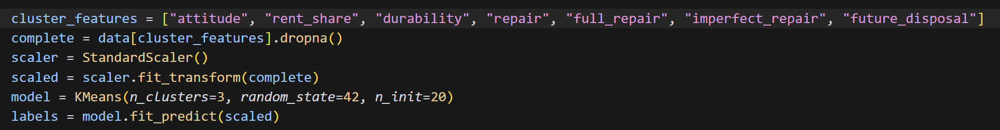 cluster_features = ["attitude", "rent_share", "durability", "repair", "full_repair", "imperfect_repair", "future_disposal"]
complete = data[cluster_features].dropna()
scaler = StandardScaler()
scaled = scaler.fit_transform(complete)
model = KMeans(n_clusters=3, random_state=42, n_init=20)
labels = model.fit_predict(scaled)